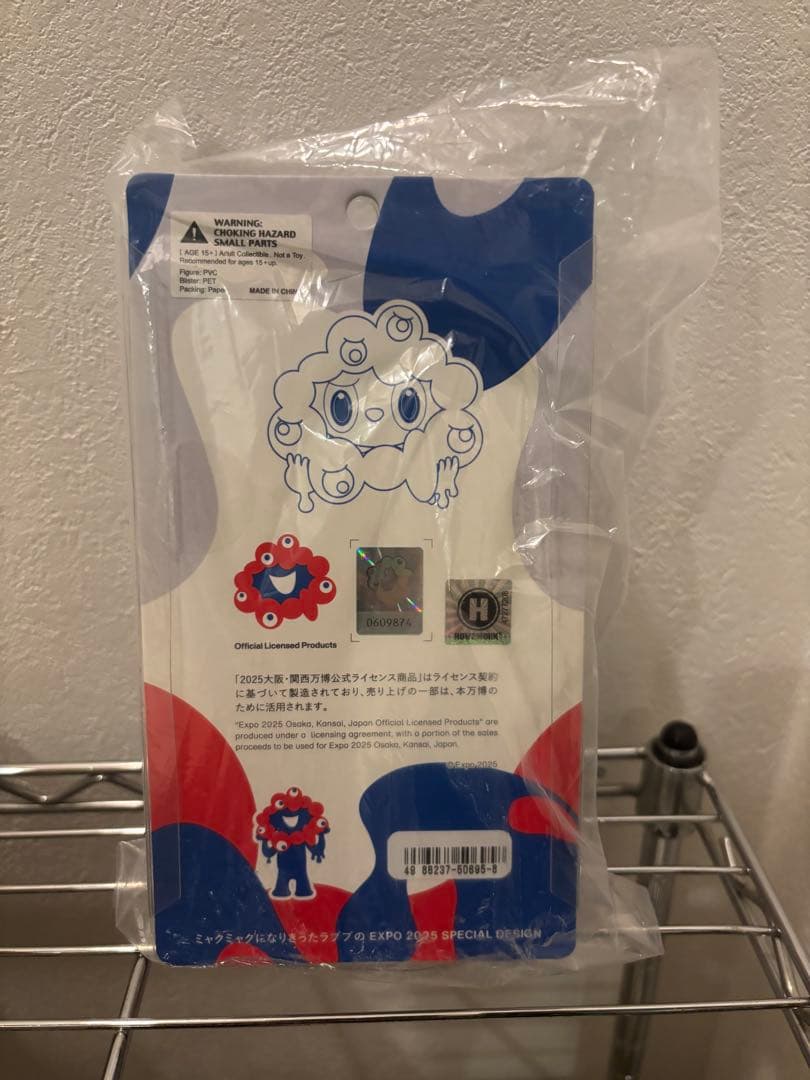 WARNING:
CHOKING HAZARD
SMALL PARTS
[ AGE 15+ ] Adult Collectible. Not a Toy.
Recommended for ages 15+up.
Figure: PVC
Blister: PET
Packing: Paper
MADE IN CHINA
0609874
H
HOW2WORK
Official Licensed Products
「2025大阪・関西万博公式ライセンス商品」はライセンス契約
に基づいて製造されており、売り上げの一部は、本万博の
ために活用されます。
"Expo 2025 Osaka, Kansai, Japan Official Licensed Products" are
produced under a licensing agreement, with a portion of the sales
proceeds to be used for Expo 2025 Osaka, Kansai, Japan.
©Expo 2025
49 88237-50695-8
ミャクミャクになりきったラブブの EXPO 2025 SPECIAL DESIGN